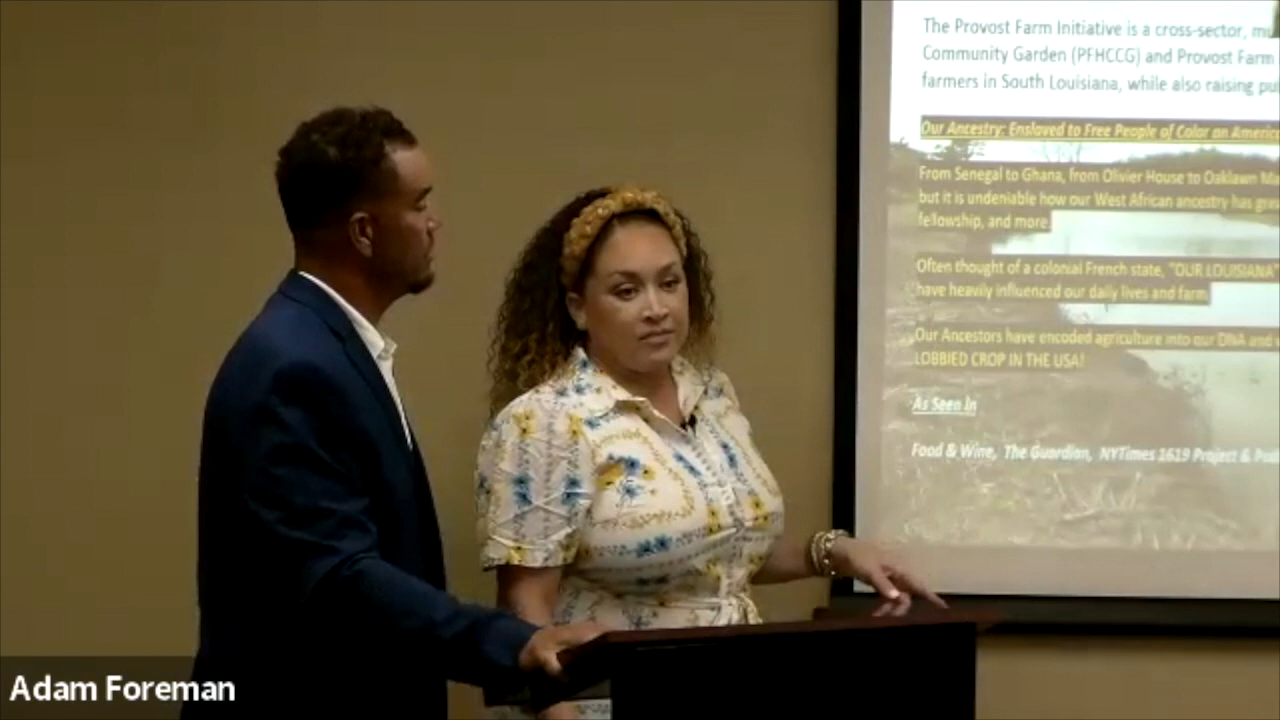 The Provost Farm Initiative is a cross-sector,
Community Garden (PFHCCG) and Provost Farm
farmers in South Louisiana, while also raising
Our Ancestry: Enslaved to Free People of Color on
From Senegal to Ghana, from Olivier House to Oaklawn
but it is undeniable how our West African ancestry has
fellowship, and more.
Often thought of a colonial French state, "OUR LOUISIANA"
have heavily influenced our daily lives and farm.
Our Ancestors have encoded agriculture into our DNA and
LOBBIED CROP IN THE USA!
As Seen In
Food & Wine, The Guardian, NYTimes 1619 Project &
Adam Foreman